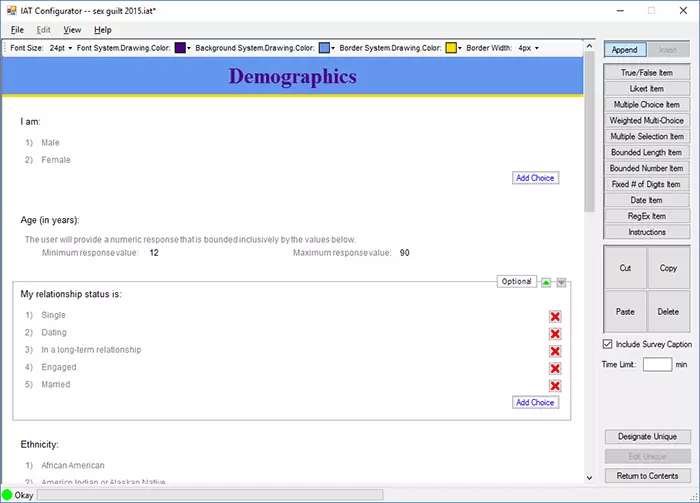 IAT Configurator -- sex guilt 2015.iat*
File Edit View Help
Font Size: 24pt Font System.Drawing.Color: Background System.Drawing.Color: Border System.Drawing.Color: Border Width: 4px
Demographics
I am:
1) Male
2) Female
Add Choice
Age (in years):
The user will provide a numeric response that is bounded inclusively by the values below.
Minimum response value: 12 Maximum response value: 90
Optional
My relationship status is:
1) Single
2) Dating
3) In a long-term relationship
4) Engaged
5) Married
Add Choice
Ethnicity:
1) African American
2) Americn Indian or Alaskan Native
Append Insert
True/False Item
Likert Item
Multiple Choice Item
Weighted Multi-Choice
Multiple Selection Item
Bounded Length Item
Bounded Number Item
Fixed # of Digits Item
Date Item
RegEx Item
Instructions
Cut Copy
Paste Delete
Include Survey Caption
Time Limit: min
Designate Unique
Edit Unique
Return to Contents
Okay